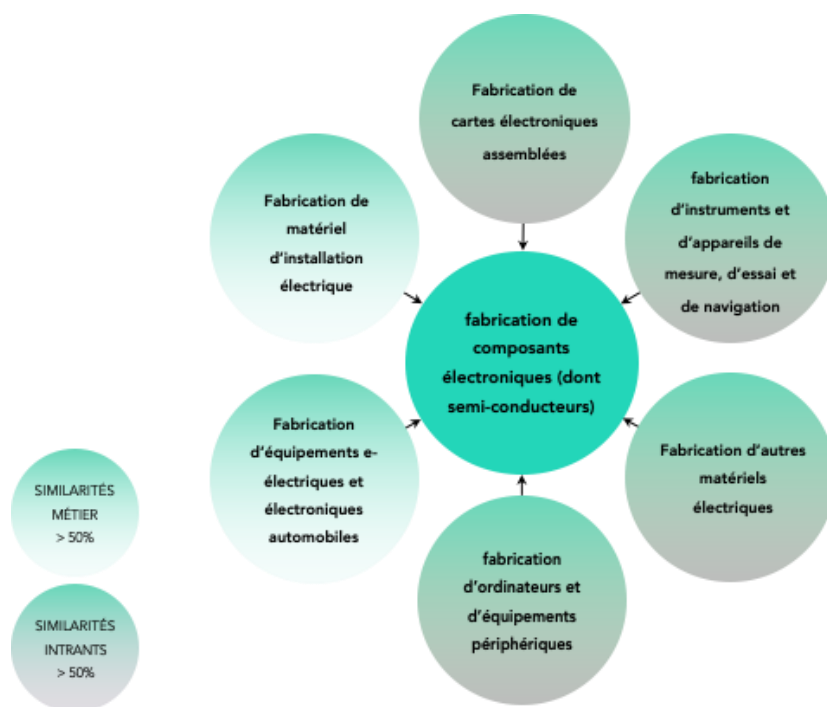 Fabrication de
cartes électroniques
assemblées
Fabrication de
matériel
d'installation
électrique
fabrication
d'instruments et
d'appareils de
mesure, d'essai et
de navigation
fabrication de
composants
électroniques (dont
semi-conducteurs)
Fabrication
d'équipements e-
électriques et
électroniques
automobiles
Fabrication d'autres
matériels
électriques
fabrication
d'ordinateurs et
d'équipements
périphériques
SIMILARITÉS
MÉTIER
> 50%
SIMILARITÉS
INTRANTS
> 50%